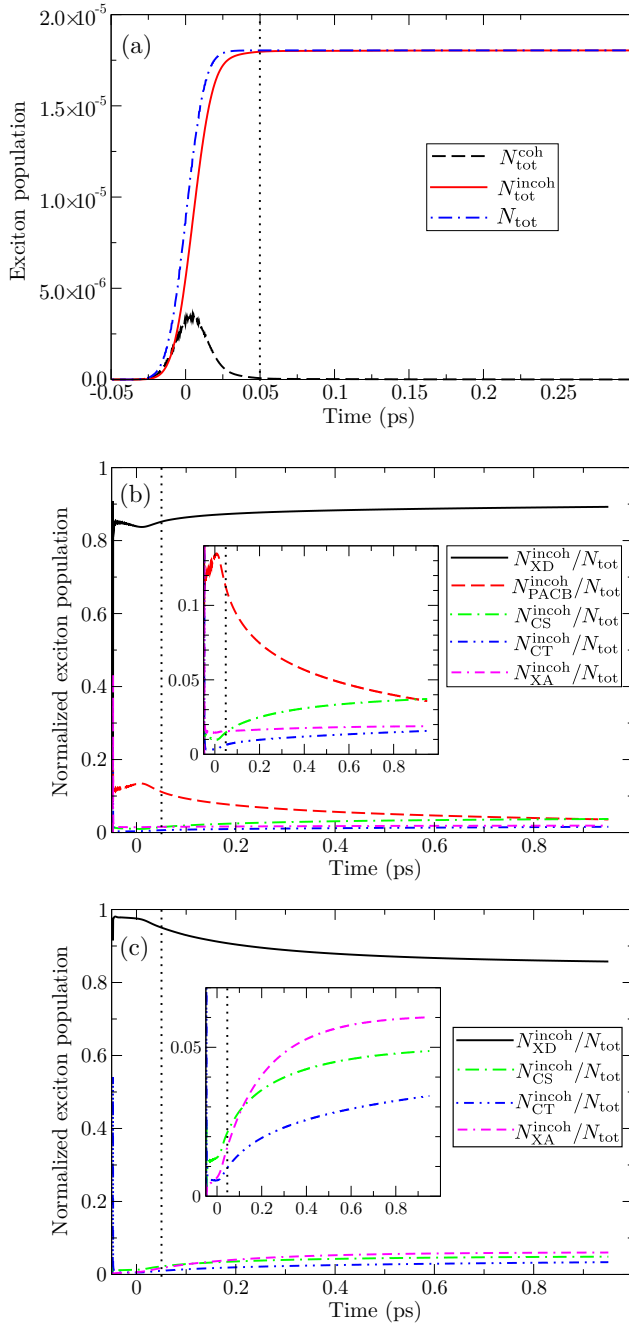 (a)
Exciton population
1.5×10⁻⁵
1.0×10⁻⁵
5.0×10⁻⁶
0.0
N_tot^coh
N_tot^incoh
N_tot
-0.05 0 0.05 0.1 0.15 0.2 0.25
Time (ps)
(b)
Normalized exciton population
1
0.8
0.6
0.4
0.2
0
0.1
0.05
0
0 0.2 0.4 0.6 0.8
N_XD^incoh/N_tot
N_PACB^incoh/N_tot
N_CS^incoh/N_tot
N_CT^incoh/N_tot
N_XA^incoh/N_tot
0 0.2 0.4 0.6 0.8
Time (ps)
(c)
Normalized exciton population
1
0.8
0.6
0.4
0.2
0
0.05
0
0 0.2 0.4 0.6 0.8
N_XD^incoh/N_tot
N_CS^incoh/N_tot
N_CT^incoh/N_tot
N_XA^incoh/N_tot
0 0.2 0.4 0.6 0.8
Time (ps)